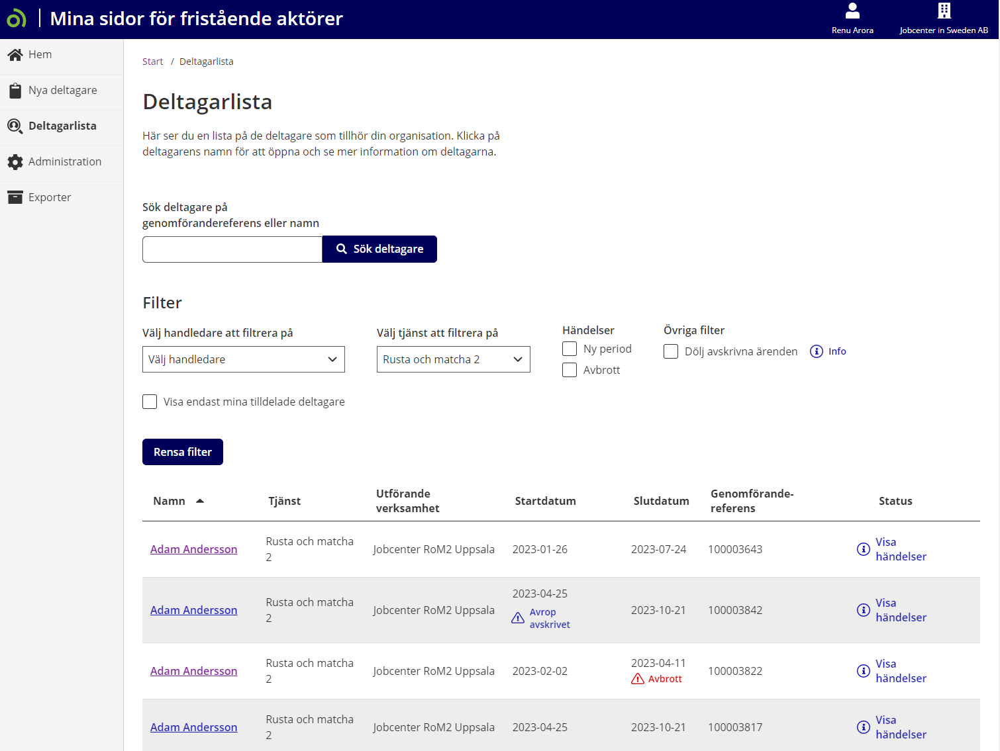 Mina sidor för fristående aktörer
Renu Arora
Jobcenter in Sweden AB
Hem
Nya deltagare
Deltagarlista
Administration
Exporter
Start / Deltagarlista
Deltagarlista
Här ser du en lista på de deltagare som tillhör din organisation. Klicka på
deltagarens namn för att öppna och se mer information om deltagarna.
Sök deltagare på
genomförandereferens eller namn
Sök deltagare
Filter
Välj handledare att filtrera på
Välj handledare
Visa endast mina tilldelade deltagare
Välj tjänst att filtrera på
Rusta och matcha 2
Händelser
Ny period
Avbrott
Övriga filter
Dölj avskrivna ärenden
Info
Rensa filter
Namn
Tjänst
Utförande
verksamhet
Startdatum
Slutdatum
Genomförande-
referens
Status
Adam Andersson
Rusta och matcha
2
Jobcenter RoM2 Uppsala
2023-01-26
2023-07-24
100003643
Visa
händelser
Adam Andersson
Rusta och matcha
2
Jobcenter RoM2 Uppsala
2023-04-25
Avrop
avskrivet
2023-10-21
100003842
Visa
händelser
Adam Andersson
Rusta och matcha
2
Jobcenter RoM2 Uppsala
2023-02-02
2023-04-11
Avbrott
100003822
Visa
händelser
Adam Andersson
Rusta och matcha
2
Jobcenter RoM2 Uppsala
2023-04-25
2023-10-21
100003817
Visa
händelser